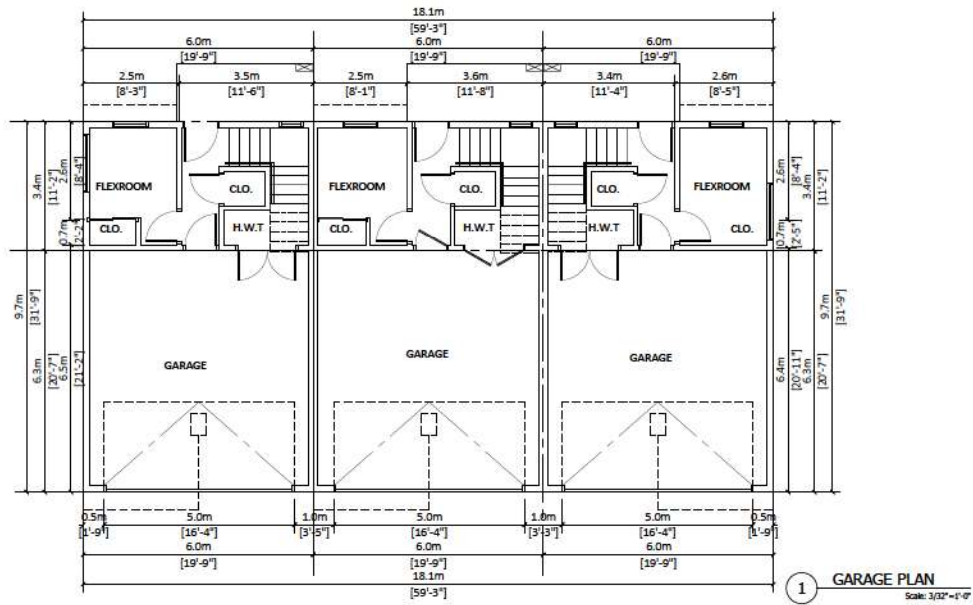 18.1m
[59'-3"]
6.0m 6.0m 6.0m
[19'-9"] [19'-9"] [19'-9"]
2.5m 3.5m 2.5m 3.6m 3.4m 2.6m
[8'-3"] [11'-6"] [8'-1"] [11'-8"] [11'-4"] [8'-5"]
3.4m
[11'-2"]
2.6m
[8'-4"]
0.7m
[2'-2"]
9.7m
[31'-9"]
6.3m
[20'-7"]
6.5m
[21'-2"]
FLEXROOM CLO. FLEXROOM CLO. CLO. FLEXROOM
CLO. H.W.T CLO. H.W.T H.W.T CLO.
2.6m
[8'-4"]
3.4m
[11'-2"]
0.7m
[2'-5"]
9.7m
[31'-9"]
6.4m
[20'-11"]
6.3m
[20'-7"]
GARAGE GARAGE GARAGE
0.5m 5.0m 1.0m 5.0m 1.0m 5.0m 0.5m
[1'-9"] [16'-4"] [3'-5"] [16'-4"] [3'-3"] [16'-4"] [1'-9"]
6.0m 6.0m 6.0m
[19'-9"] [19'-9"] [19'-9"]
18.1m
[59'-3"]
1 GARAGE PLAN
Scale: 3/32"=1'-0"